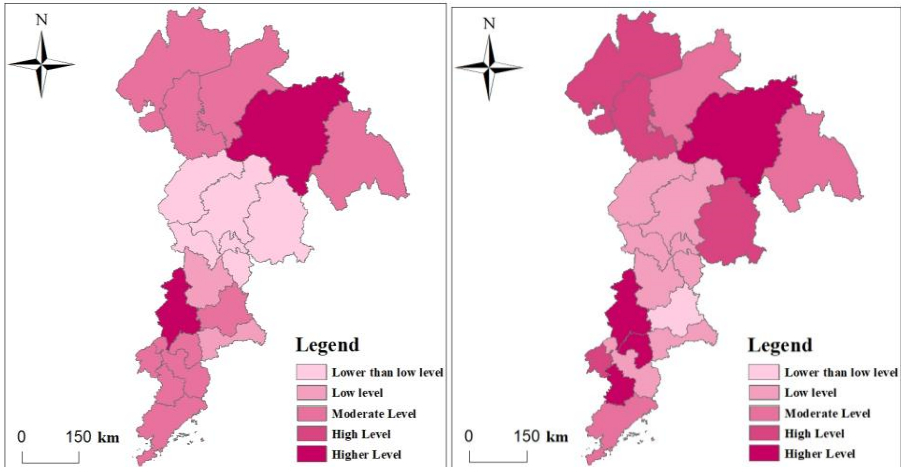 N
Legend
Lower than low level
Low level
Moderate Level
High Level
Higher Level
0 150 km
N
Legend
Lower than low level
Low level
Moderate Level
High Level
Higher Level
0 150 km